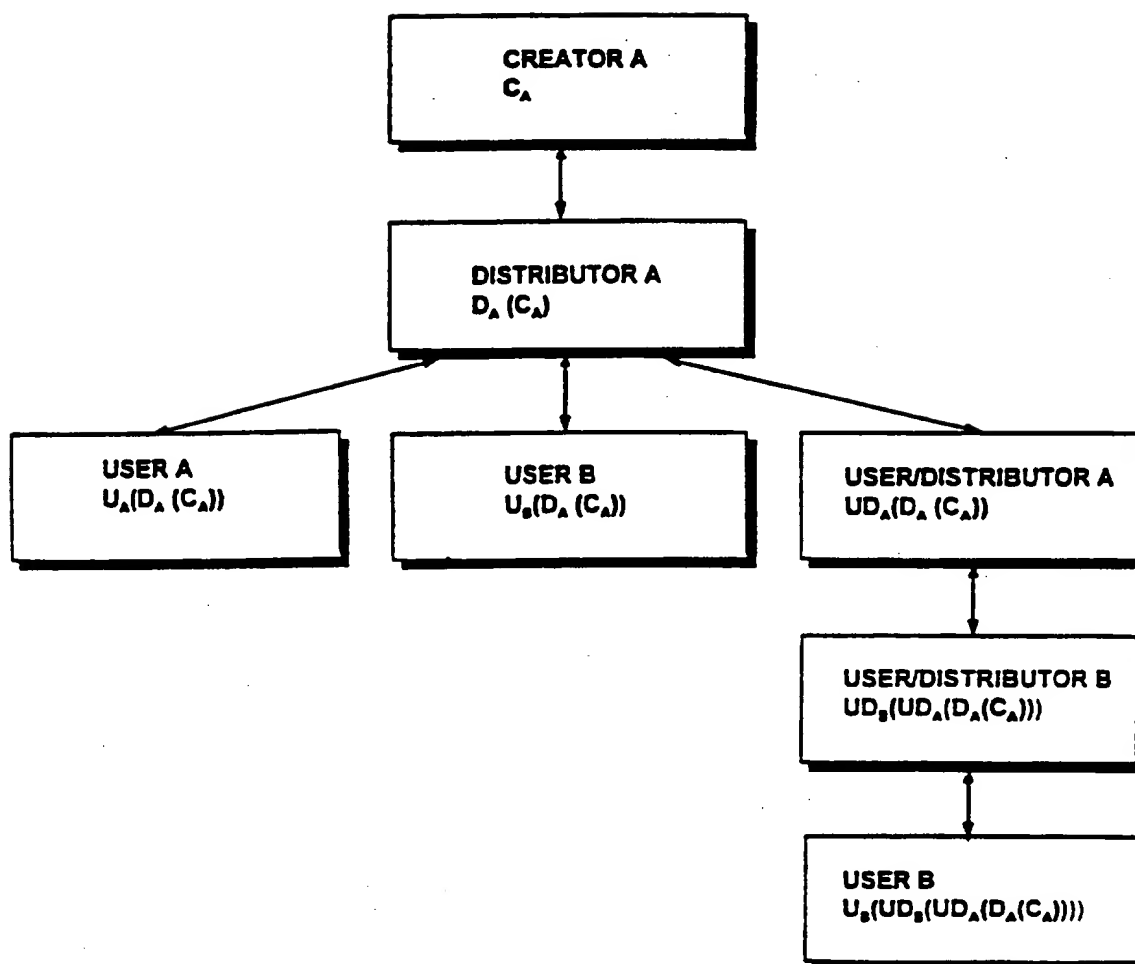 CREATOR A
C_A
DISTRIBUTOR A
D_A (C_A)
USER A
U_A(D_A (C_A))
USER B
U_B(D_A (C_A))
USER/DISTRIBUTOR A
UD_A(D_A (C_A))
USER/DISTRIBUTOR B
UD_B(UD_A(D_A(C_A)))
USER B
U_B(UD_B(UD_A(D_A(C_A))))